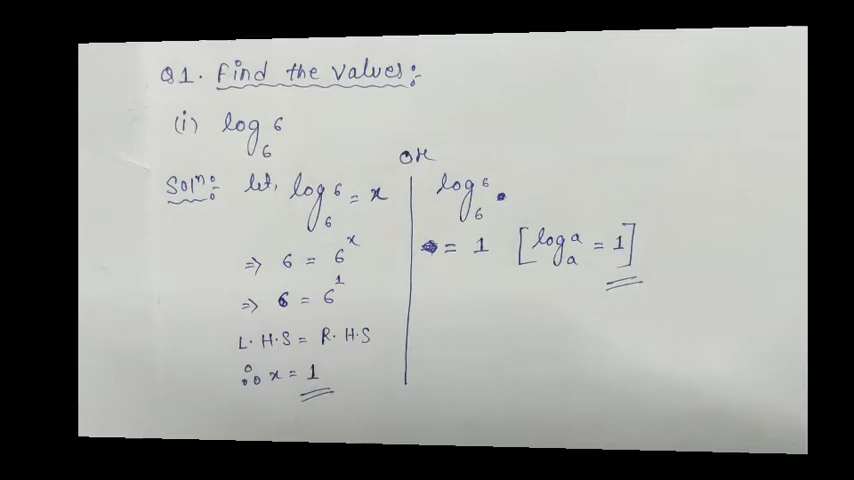 Q1. Find the values:-
(i) log₆ 6
Solⁿ:- let, log₆ 6 = x
⇒ 6 = 6ˣ
⇒ 6 = 6¹
L.H.S = R.H.S
∴ x = 1
OR
log₆ 6
= 1 [logₐ a = 1]